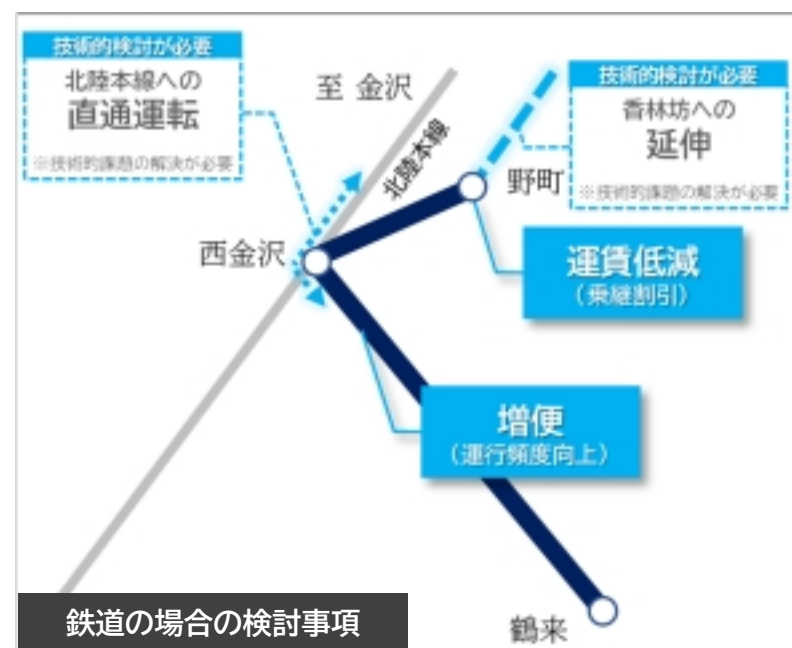 技術的検討が必要
北陸本線への
直通運転
※技術的課題の解決が必要
至 金沢
北陸本線
技術的検討が必要
香林坊への
延伸
※技術的課題の解決が必要
野町
西金沢
運賃低減
（乗継割引）
増便
（運行頻度向上）
鉄道の場合の検討事項
鶴来